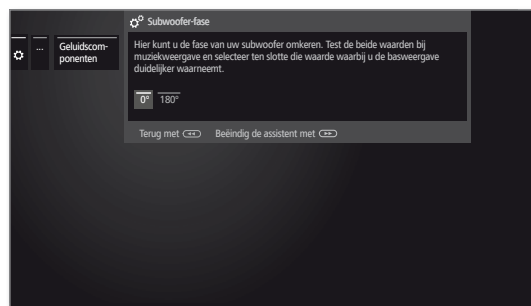 Subwoofer-fase
...
Geluidscom-
ponenten
Hier kunt u de fase van uw subwoofer omkeren. Test de beide waarden bij
muziekweergave en selecteer ten slotte die waarde waarbij u de basweergave
duidelijker waarneemt.
0° 180°
Terug met Beëindig de assistent met